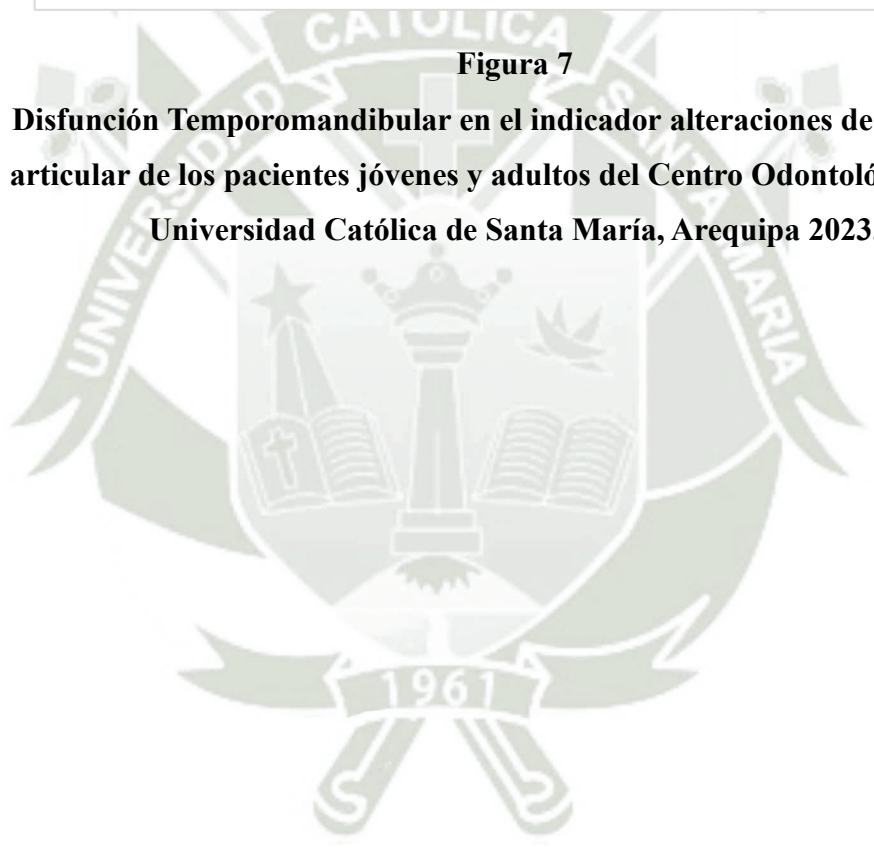 CATOLICA
Figura 7
UNIVERSIDAD
SANTA MARIA
Disfunción Temporomandibular en el indicador alteraciones de
articular de los pacientes jóvenes y adultos del Centro
Universidad Católica de Santa María, Arequipa 2023
1961